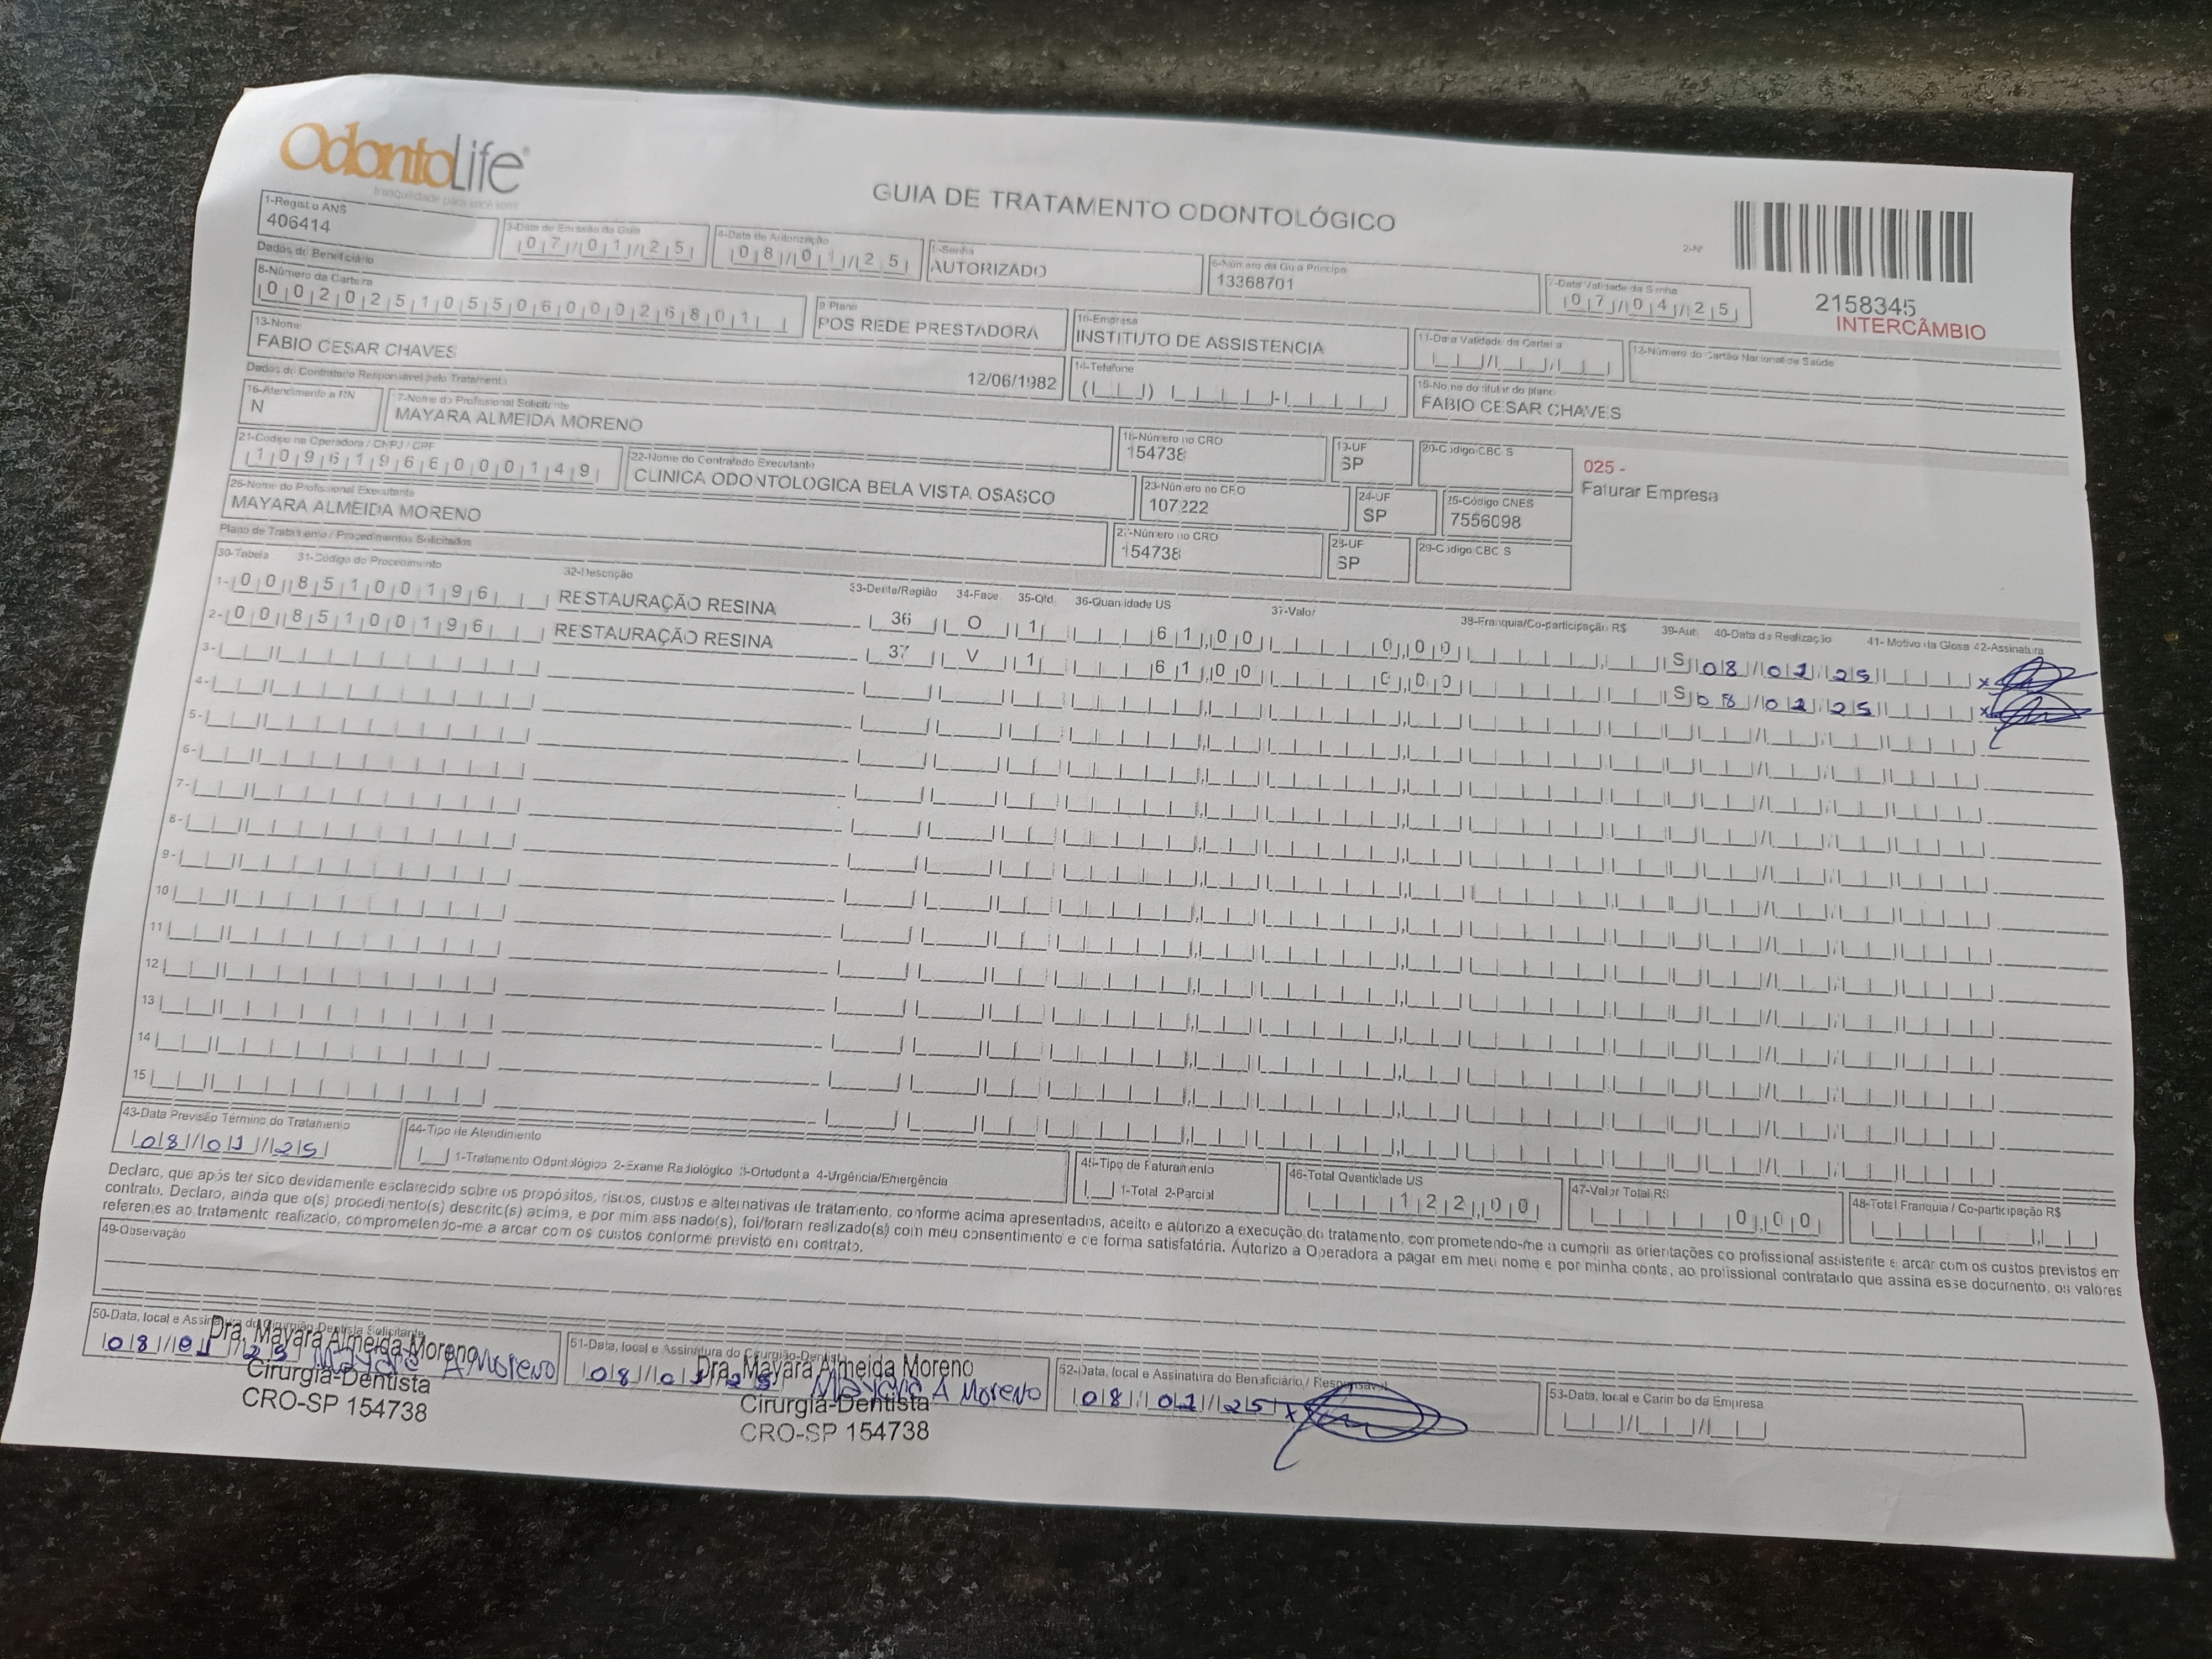 OdontoLife®
tranquilidade para você sorrir
GUIA DE TRATAMENTO ODONTOLÓGICO
2-Nº
2158345
INTERCÂMBIO
1-Registro ANS
406414
3-Data de Emissão da Guia
07/01/25
4-Data de Autorização
08/01/25
5-Senha
AUTORIZADO
6-Número da Guia Principal
13368701
7-Data Validade da Senha
07/04/25
Dados do Beneficiário
8-Número da Carteira
00202510550600026801
9 Plano
POS REDE PRESTADORA
10-Empresa
INSTITUTO DE ASSISTENCIA
11-Data Validade da Carteira
12-Número do Cartão Nacional de Saúde
13-Nome
FABIO CESAR CHAVES
12/06/1982
14-Telefone
15-Nome do titular do plano
FABIO CESAR CHAVES
Dados do Contratado Responsável pelo Tratamento
16-Atendimento a RN
N
17-Nome do Profissional Solicitante
MAYARA ALMEIDA MORENO
18-Número no CRO
154738
19-UF
SP
20-Código CBO S
025 -
Faturar Empresa
21-Código na Operadora / CNPJ / CPF
10961966000149
22-Nome do Contratado Executante
CLINICA ODONTOLOGICA BELA VISTA OSASCO
23-Número no CRO
107222
24-UF
SP
25-Código CNES
7556098
26-Nome do Profissional Executante
MAYARA ALMEIDA MORENO
27-Número no CRO
154738
28-UF
SP
29-Código CBO S
Plano de Tratamento / Procedimentos Solicitados
30-Tabela 31-Código do Procedimento 32-Descrição 33-Dente/Região 34-Face 35-Qtd 36-Quantidade US 37-Valor 38-Franquia/Co-participação R$ 39-Aut 40-Data da Realização 41- Motivo da Glosa 42-Assinatura
1- 00 85100196 RESTAURAÇÃO RESINA 36 O 1 61,00 0,00 S 08/01/25 x
2- 00 85100196 RESTAURAÇÃO RESINA 37 V 1 61,00 0,00 S 08/01/25 x
3-
4-
5-
6-
7-
8-
9-
10
11
12
13
14
15
43-Data Previsão Término do Tratamento
08/01/25
44-Tipo de Atendimento
1-Tratamento Odontológico 2-Exame Radiológico 3-Ortodontia 4-Urgência/Emergência
45-Tipo de Faturamento
1-Total 2-Parcial
46-Total Quantidade US
122,00
47-Valor Total R$
0,00
48-Total Franquia / Co-participação R$
Declaro, que após ter sido devidamente esclarecido sobre os propósitos, riscos, custos e alternativas de tratamento, conforme acima apresentados, aceito e autorizo a execução do tratamento, comprometendo-me a cumprir as orientações do profissional assistente e arcar com os custos previstos em
contrato. Declaro, ainda que o(s) procedimento(s) descrito(s) acima, e por mim assinado(s), foi/foram realizado(s) com meu consentimento e de forma satisfatória. Autorizo a Operadora a pagar em meu nome e por minha conta, ao profissional contratado que assina esse documento, os valores
referentes ao tratamento realizado, comprometendo-me a arcar com os custos conforme previsto em contrato.
49-Observação
50-Data, local e Assinatura do Cirurgião-Dentista Solicitante
08/01/25 Mayara A Moreno
Dra. Mayara Almeida Moreno
Cirurgiã-Dentista
CRO-SP 154738
51-Data, local e Assinatura do Cirurgião-Dentista
08/01/25 Mayara A Moreno
Dra. Mayara Almeida Moreno
Cirurgiã-Dentista
CRO-SP 154738
52-Data, local e Assinatura do Beneficiário / Responsável
08/01/25 x
53-Data, local e Carimbo da Empresa